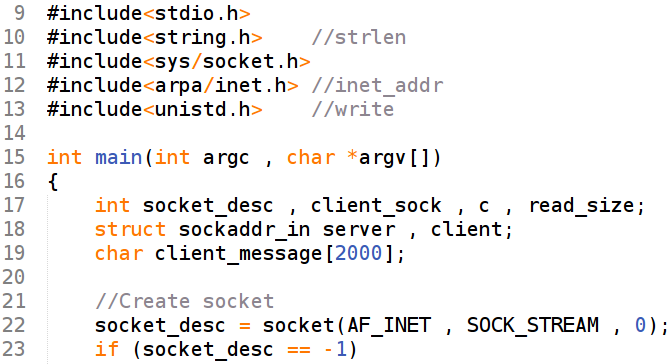 9 #include<stdio.h>
10 #include<string.h>    //strlen
11 #include<sys/socket.h>
12 #include<arpa/inet.h> //inet_addr
13 #include<unistd.h>    //write
14
15 int main(int argc , char *argv[])
16 {
17     int socket_desc , client_sock , c , read_size;
18     struct sockaddr_in server , client;
19     char client_message[2000];
20
21     //Create socket
22     socket_desc = socket(AF_INET , SOCK_STREAM , 0);
23     if (socket_desc == -1)